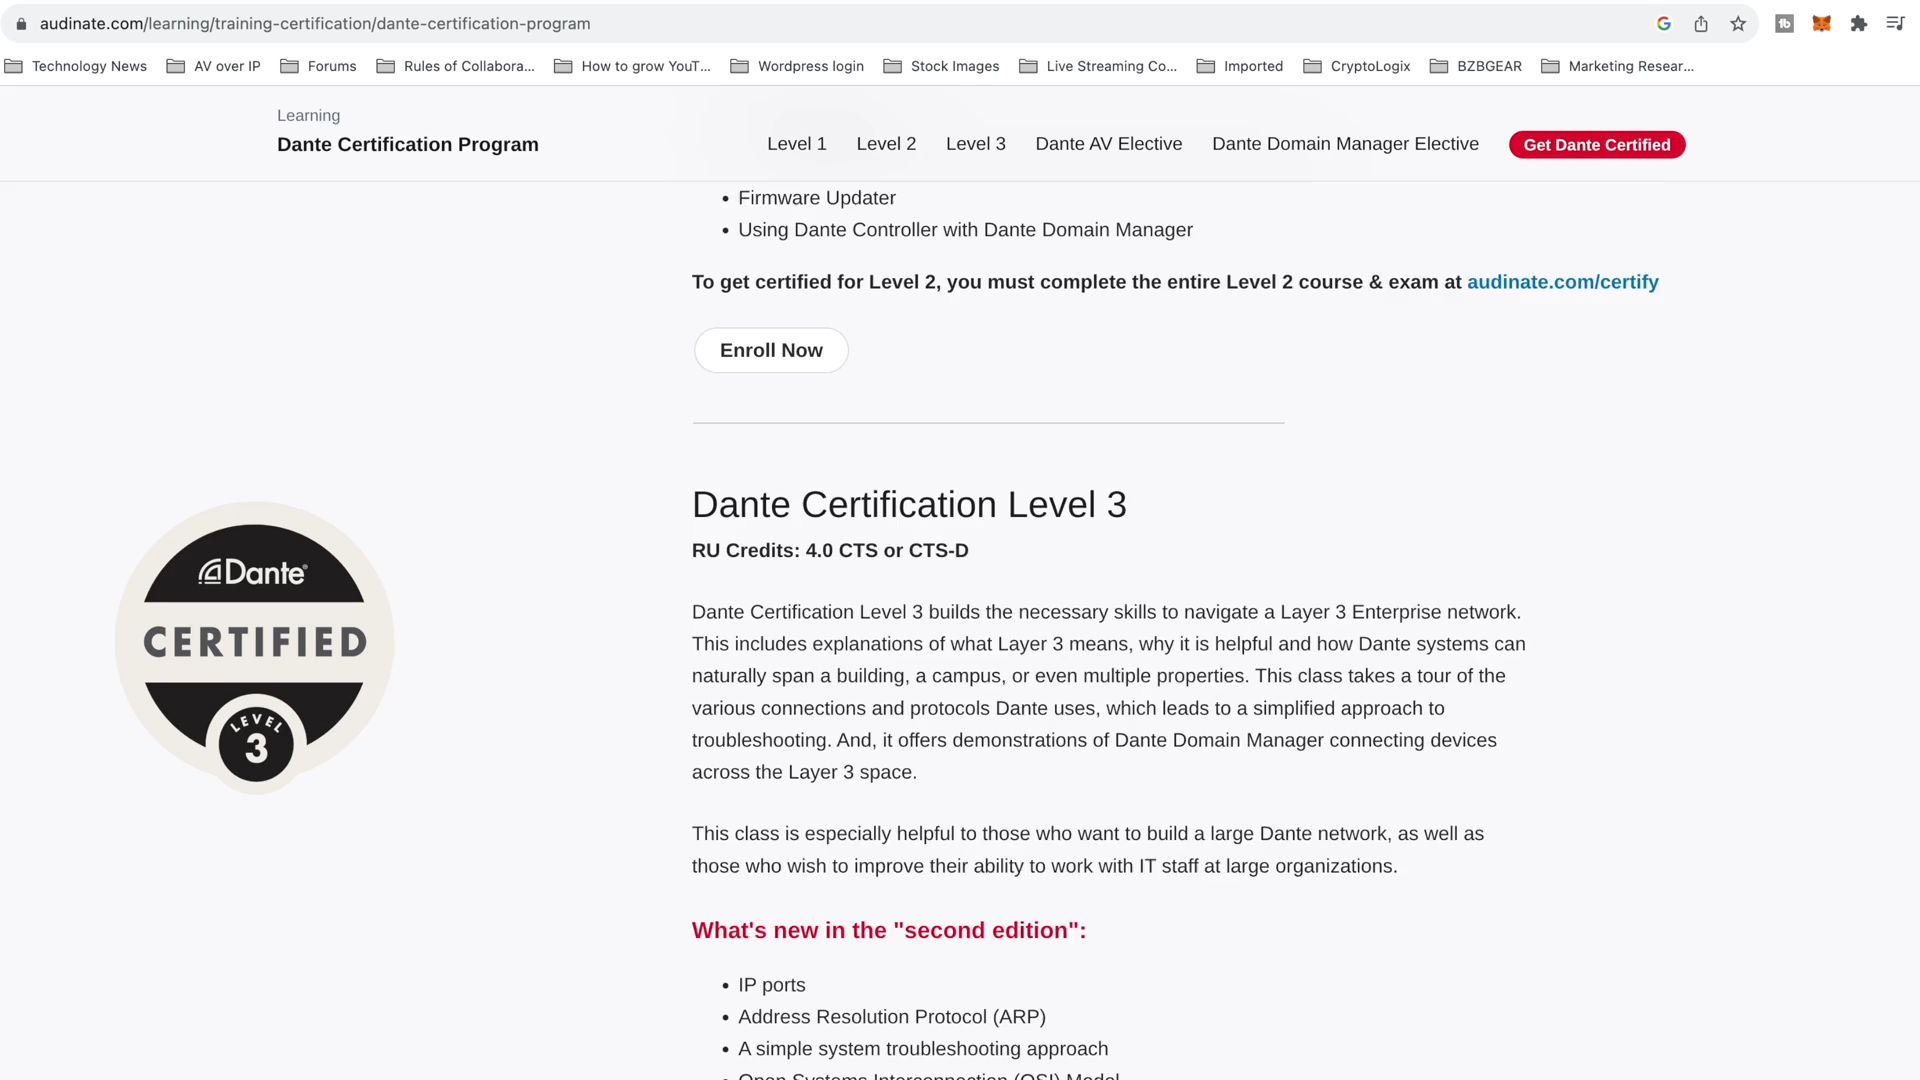 audinate.com/learning/training-certification/dante-certification-program
Technology News AV over IP Forums Rules of Collabora... How to grow YouT... Wordpress login Stock Images Live Streaming Co... Imported CryptoLogix BZBGEAR Marketing Resear...
Learning
Dante Certification Program
Level 1 Level 2 Level 3 Dante AV Elective Dante Domain Manager Elective Get Dante Certified
• Firmware Updater
• Using Dante Controller with Dante Domain Manager
To get certified for Level 2, you must complete the entire Level 2 course & exam at audinate.com/certify
Enroll Now
Dante Certification Level 3
RU Credits: 4.0 CTS or CTS-D
Dante®
CERTIFIED
LEVEL
3
Dante Certification Level 3 builds the necessary skills to navigate a Layer 3 Enterprise network.
This includes explanations of what Layer 3 means, why it is helpful and how Dante systems can
naturally span a building, a campus, or even multiple properties. This class takes a tour of the
various connections and protocols Dante uses, which leads to a simplified approach to
troubleshooting. And, it offers demonstrations of Dante Domain Manager connecting devices
across the Layer 3 space.
This class is especially helpful to those who want to build a large Dante network, as well as
those who wish to improve their ability to work with IT staff at large organizations.
What's new in the "second edition":
• IP ports
• Address Resolution Protocol (ARP)
• A simple system troubleshooting approach
• Open Systems Interconnection (OSI) Model